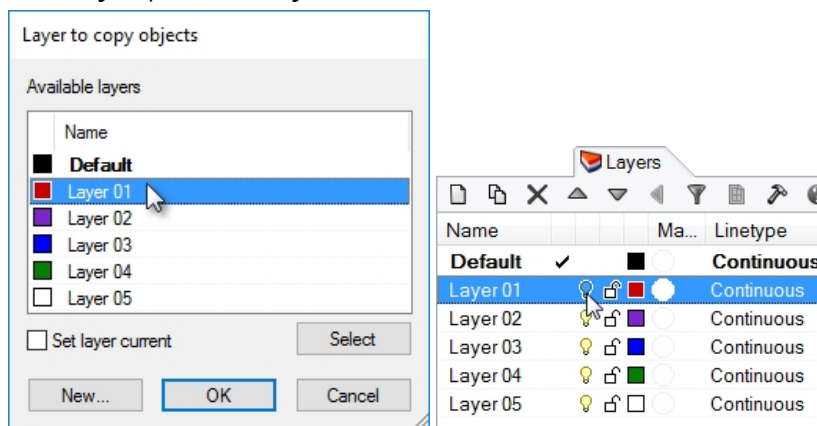 Layer to copy objects
Available layers
Name
Default
Layer 01
Layer 02
Layer 03
Layer 04
Layer 05
Set layer current
Select
New...
OK
Cancel
Layers
Name Ma... Linetype
Default Continuous
Layer 01 Continuous
Layer 02 Continuous
Layer 03 Continuous
Layer 04 Continuous
Layer 05 Continuous